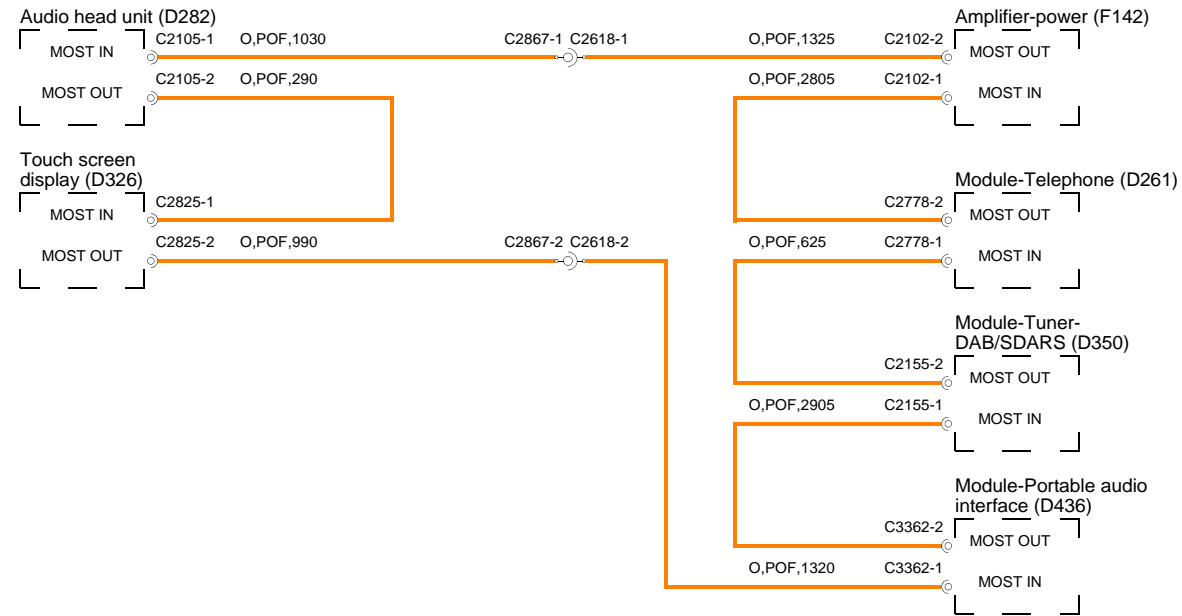 Audio head unit (D282)
MOST IN
C2105-1
O,POF,1030
C2867-1 C2618-1
O,POF,1325
C2102-2
Amplifier-power (F142)
MOST OUT
MOST OUT
C2105-2
O,POF,290
O,POF,2805
C2102-1
MOST IN
Touch screen
display (D326)
MOST IN
C2825-1
MOST OUT
C2825-2
O,POF,990
C2867-2 C2618-2
Module-Telephone (D261)
C2778-2
MOST OUT
O,POF,625
C2778-1
MOST IN
Module-Tuner-
DAB/SDARS (D350)
C2155-2
MOST OUT
O,POF,2905
C2155-1
MOST IN
Module-Portable audio
interface (D436)
C3362-2
MOST OUT
O,POF,1320
C3362-1
MOST IN